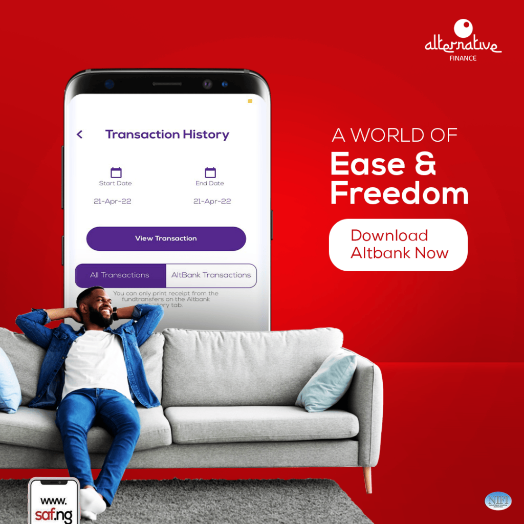 alternative
FINANCE
Transaction History
Start Date
End Date
21-Apr-22
21-Apr-22
View Transaction
All Transactions
AltBank Transactions
You can only print receipt from the
fundtransfers on the Altbank
tab.
A WORLD OF
Ease &
Freedom
Download
Altbank Now
www.
saf.ng